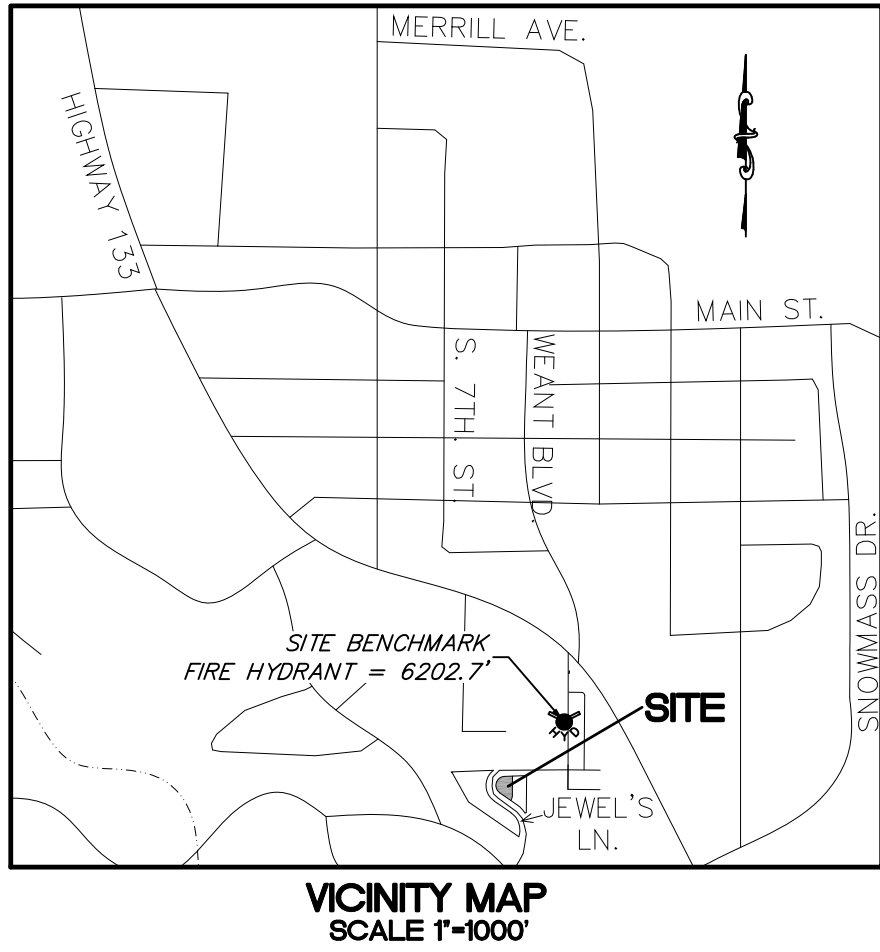 MERRILL AVE.
HIGHWAY 133
MAIN ST.
S. 7TH. ST.
WEANT BLVD.
SNOWMASS DR.
SITE BENCHMARK
FIRE HYDRANT = 6202.7'
HYD
SITE
JEWEL'S
LN.
VICINITY MAP
SCALE 1"=1000'